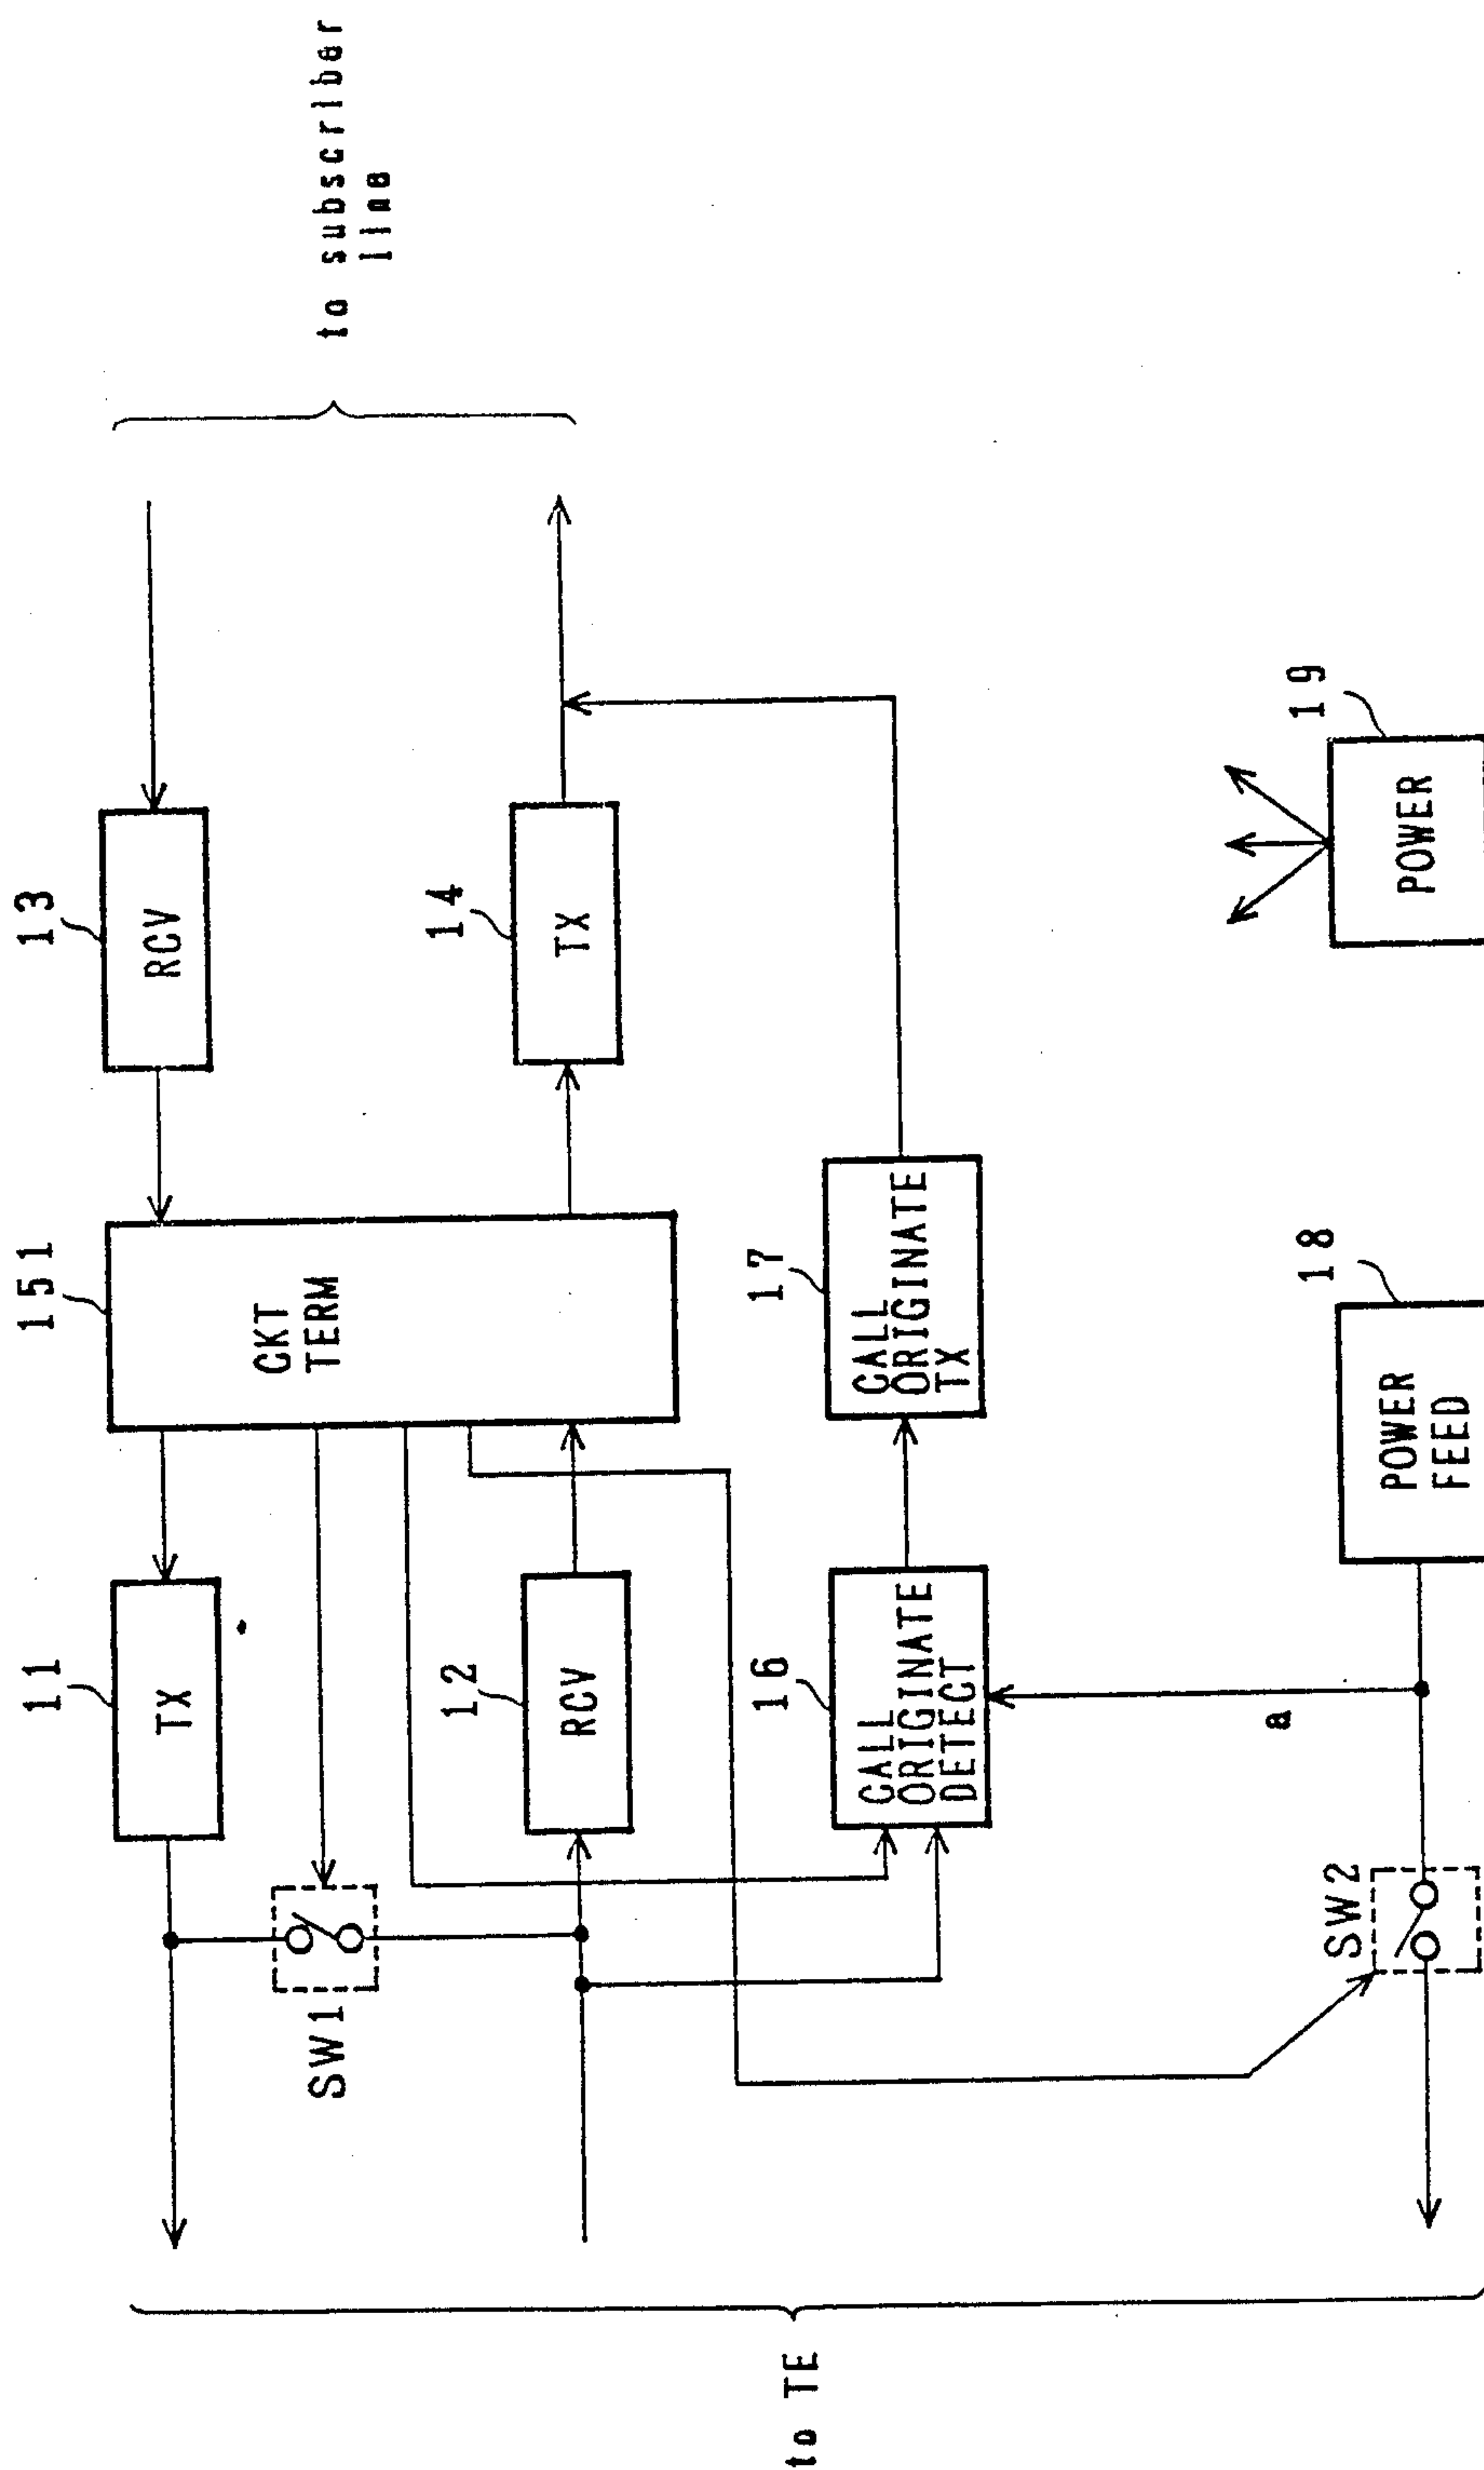 11
TX
151
CKT
TERM
13
RCV
to subscriber
line
SW1
12
RCV
14
TX
16
CALL
ORIGINATE
DETECT
17
CALL
ORIGINATE
TX
to TE
a
SW2
18
POWER
FEED
19
POWER